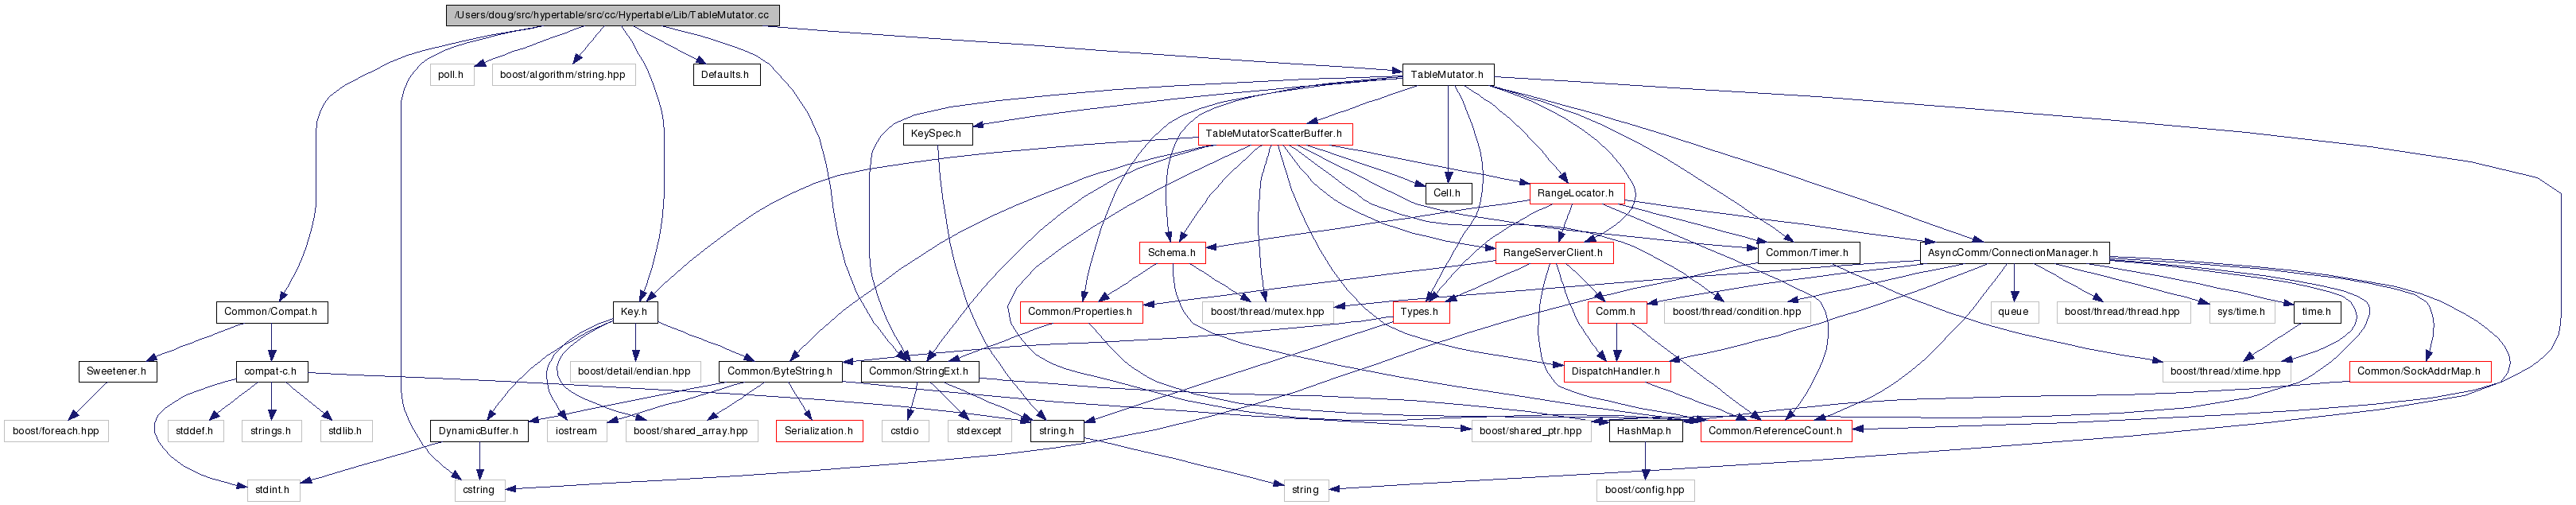 /Users/doug/src/hypertable/src/cc/Hypertable/Lib/TableMutator.cc
poll.h
boost/algorithm/string.hpp
Defaults.h
TableMutator.h
KeySpec.h
TableMutatorScatterBuffer.h
Cell.h
RangeLocator.h
Schema.h
RangeServerClient.h
Common/Timer.h
AsyncComm/ConnectionManager.h
Common/Compat.h
Key.h
Common/Properties.h
boost/thread/mutex.hpp
Types.h
Comm.h
boost/thread/condition.hpp
queue
boost/thread/thread.hpp
sys/time.h
time.h
Sweetener.h
compat-c.h
boost/detail/endian.hpp
Common/ByteString.h
Common/StringExt.h
DispatchHandler.h
boost/thread/xtime.hpp
Common/SockAddrMap.h
boost/foreach.hpp
stddef.h
strings.h
stdlib.h
DynamicBuffer.h
iostream
boost/shared_array.hpp
Serialization.h
cstdio
stdexcept
string.h
boost/shared_ptr.hpp
HashMap.h
Common/ReferenceCount.h
stdint.h
cstring
string
boost/config.hpp